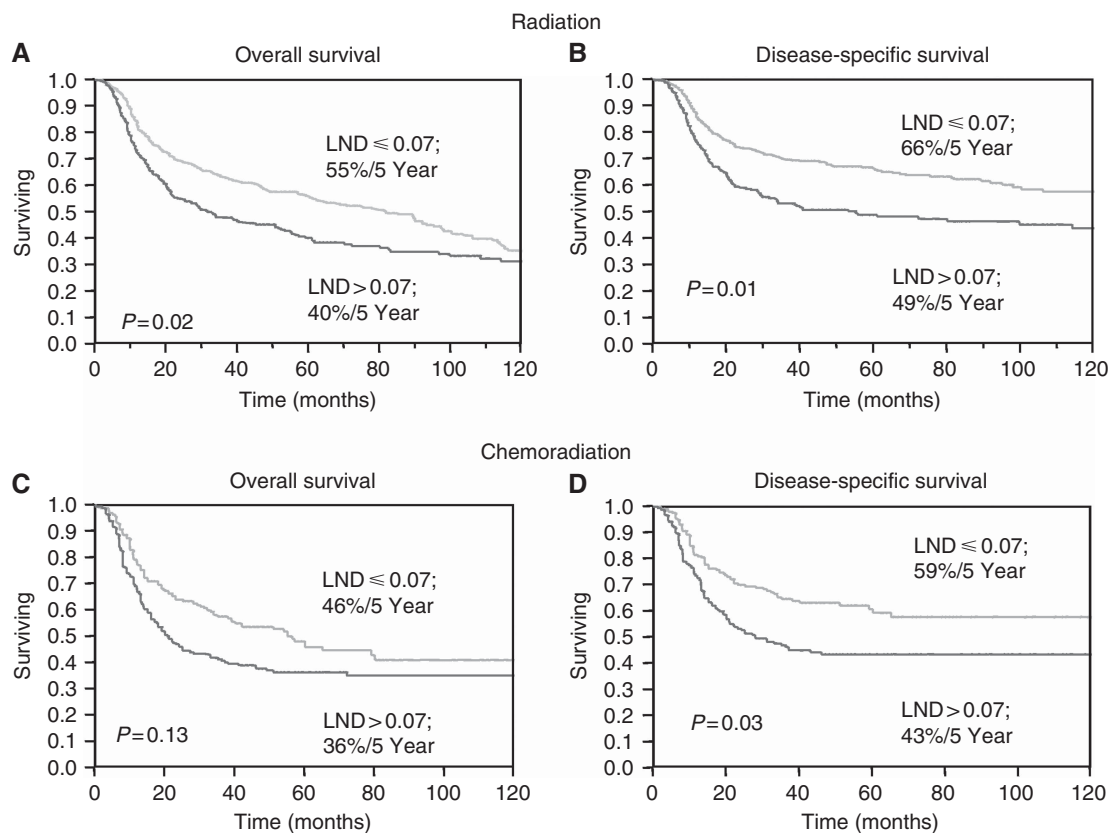 Radiation
A
Overall survival
Surviving
1.0
0.9
0.8
0.7
0.6
0.5
0.4
0.3
0.2
0.1
0.0
LND ⩽ 0.07;
55%/5 Year
LND > 0.07;
40%/5 Year
P=0.02
0 20 40 60 80 100 120
Time (months)
B
Disease-specific survival
Surviving
1.0
0.9
0.8
0.7
0.6
0.5
0.4
0.3
0.2
0.1
0.0
LND ⩽ 0.07;
66%/5 Year
P=0.01
LND > 0.07;
49%/5 Year
0 20 40 60 80 100 120
Time (months)
Chemoradiation
C
Overall survival
Surviving
1.0
0.9
0.8
0.7
0.6
0.5
0.4
0.3
0.2
0.1
0.0
LND ⩽ 0.07;
46%/5 Year
P=0.13
LND > 0.07;
36%/5 Year
0 20 40 60 80 100 120
Time (months)
D
Disease-specific survival
Surviving
1.0
0.9
0.8
0.7
0.6
0.5
0.4
0.3
0.2
0.1
0.0
LND ⩽ 0.07;
59%/5 Year
P=0.03
LND > 0.07;
43%/5 Year
0 20 40 60 80 100 120
Time (months)